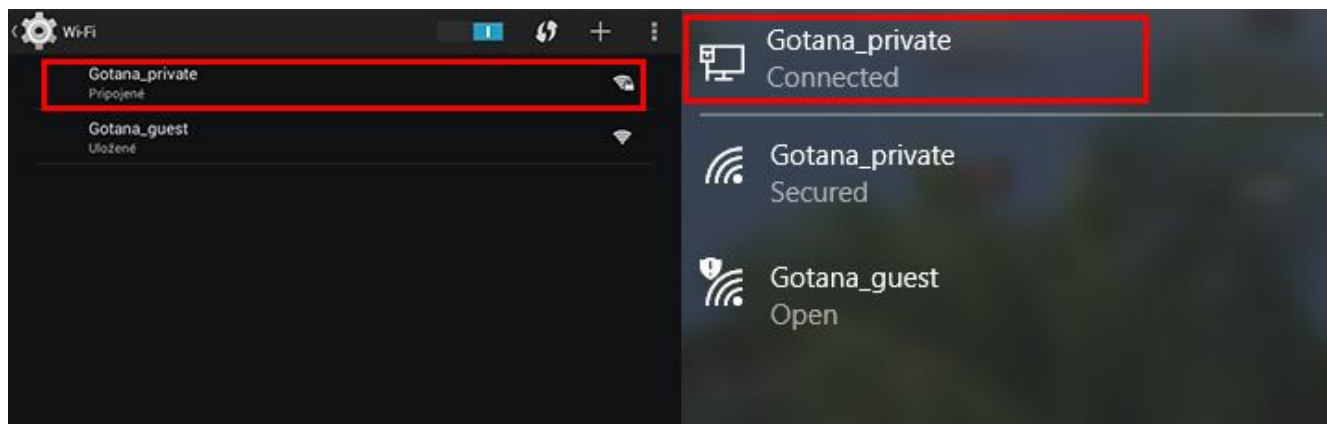 Wi-Fi
Gotana_private
Pripojené
Gotana_guest
Uložené
Gotana_private
Connected
Gotana_private
Secured
Gotana_guest
Open